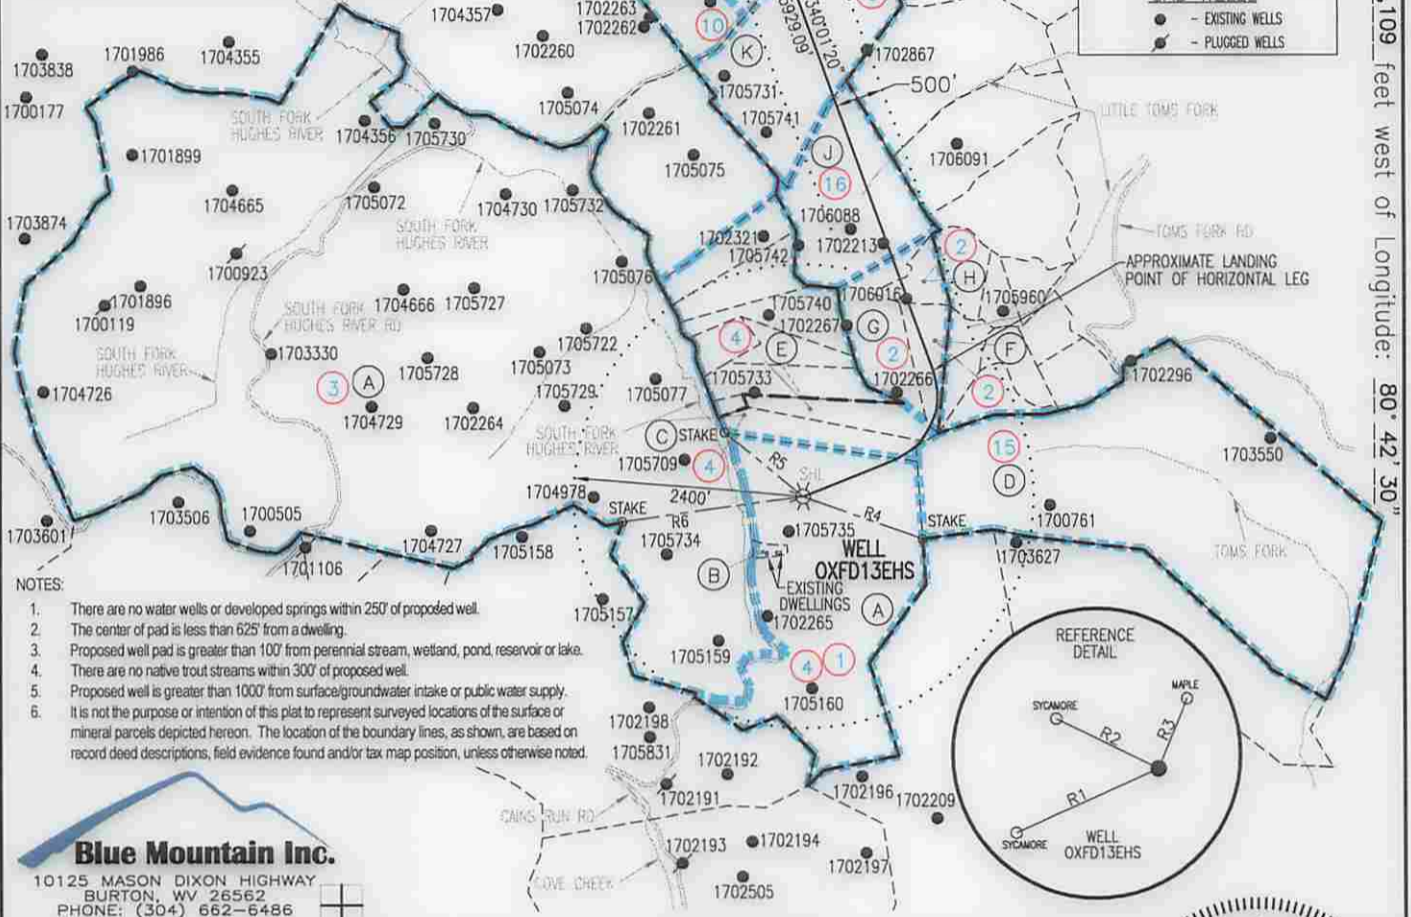 1704357
1702263
1702262
10
K
5929.09'
340°01'20"
1702867
500'
- EXISTING WELLS
- PLUGGED WELLS
,109 feet west of Longitude: 80° 42' 30"
1703838
1701986
1704355
1702260
1705731
1700177
1705074
1702261
1705741
LITTLE TOMS FORK
SOUTH FORK
HUGHES RIVER
1704356
1705730
J
1701899
1705075
1706091
16
1704665
1705072
1704730
1705732
1706088
1703874
SOUTH FORK
HUGHES RIVER
1702321
1705742
1702213
2
TOMS FORK RD
1700923
1705076
H
APPROXIMATE LANDING
POINT OF HORIZONTAL LEG
1701896
1700119
1704666
1705727
1705740
1706016
1705960
SOUTH FORK
HUGHES RIVER RD
1705722
1702267
G
SOUTH FORK
HUGHES RIVER
1703330
4
E
2
F
1705728
1705073
1702296
3
A
1705729
1705077
1705733
1702266
2
1704726
1704729
1702264
SOUTH FORK
HUGHES RIVER
C
STAKE
15
1703550
1705709
4
R5
D
1704978
2400'
SHL
1703506
1700505
STAKE
R6
R4
STAKE
1700761
1703601
1704727
1705158
1705734
1705735
WELL
OXFD13EHS
1703627
TOMS FORK
1701106
B
EXISTING
DWELLINGS
A
1705157
1702265
1705159
4
1
1705160
NOTES:
1. There are no water wells or developed springs within 250' of proposed well.
2. The center of pad is less than 625' from a dwelling.
3. Proposed well pad is greater than 100' from perennial stream, wetland, pond, reservoir or lake.
4. There are no native trout streams within 300' of proposed well.
5. Proposed well is greater than 1000' from surface/groundwater intake or public water supply.
6. It is not the purpose or intention of this plat to represent surveyed locations of the surface or
mineral parcels depicted hereon. The location of the boundary lines, as shown, are based on
record deed descriptions, field evidence found and/or tax map position, unless otherwise noted.
REFERENCE
DETAIL
MAPLE
SYCAMORE
R2
R3
R1
SYCAMORE
WELL
OXFD13EHS
1702198
1705831
1702192
1702191
1702196
1702209
CAINS RUN RD
1702193
1702194
1702197
COVE CREEK
1702505
Blue Mountain Inc.
10125 MASON DIXON HIGHWAY
BURTON, WV 26562
PHONE: (304) 662-6486